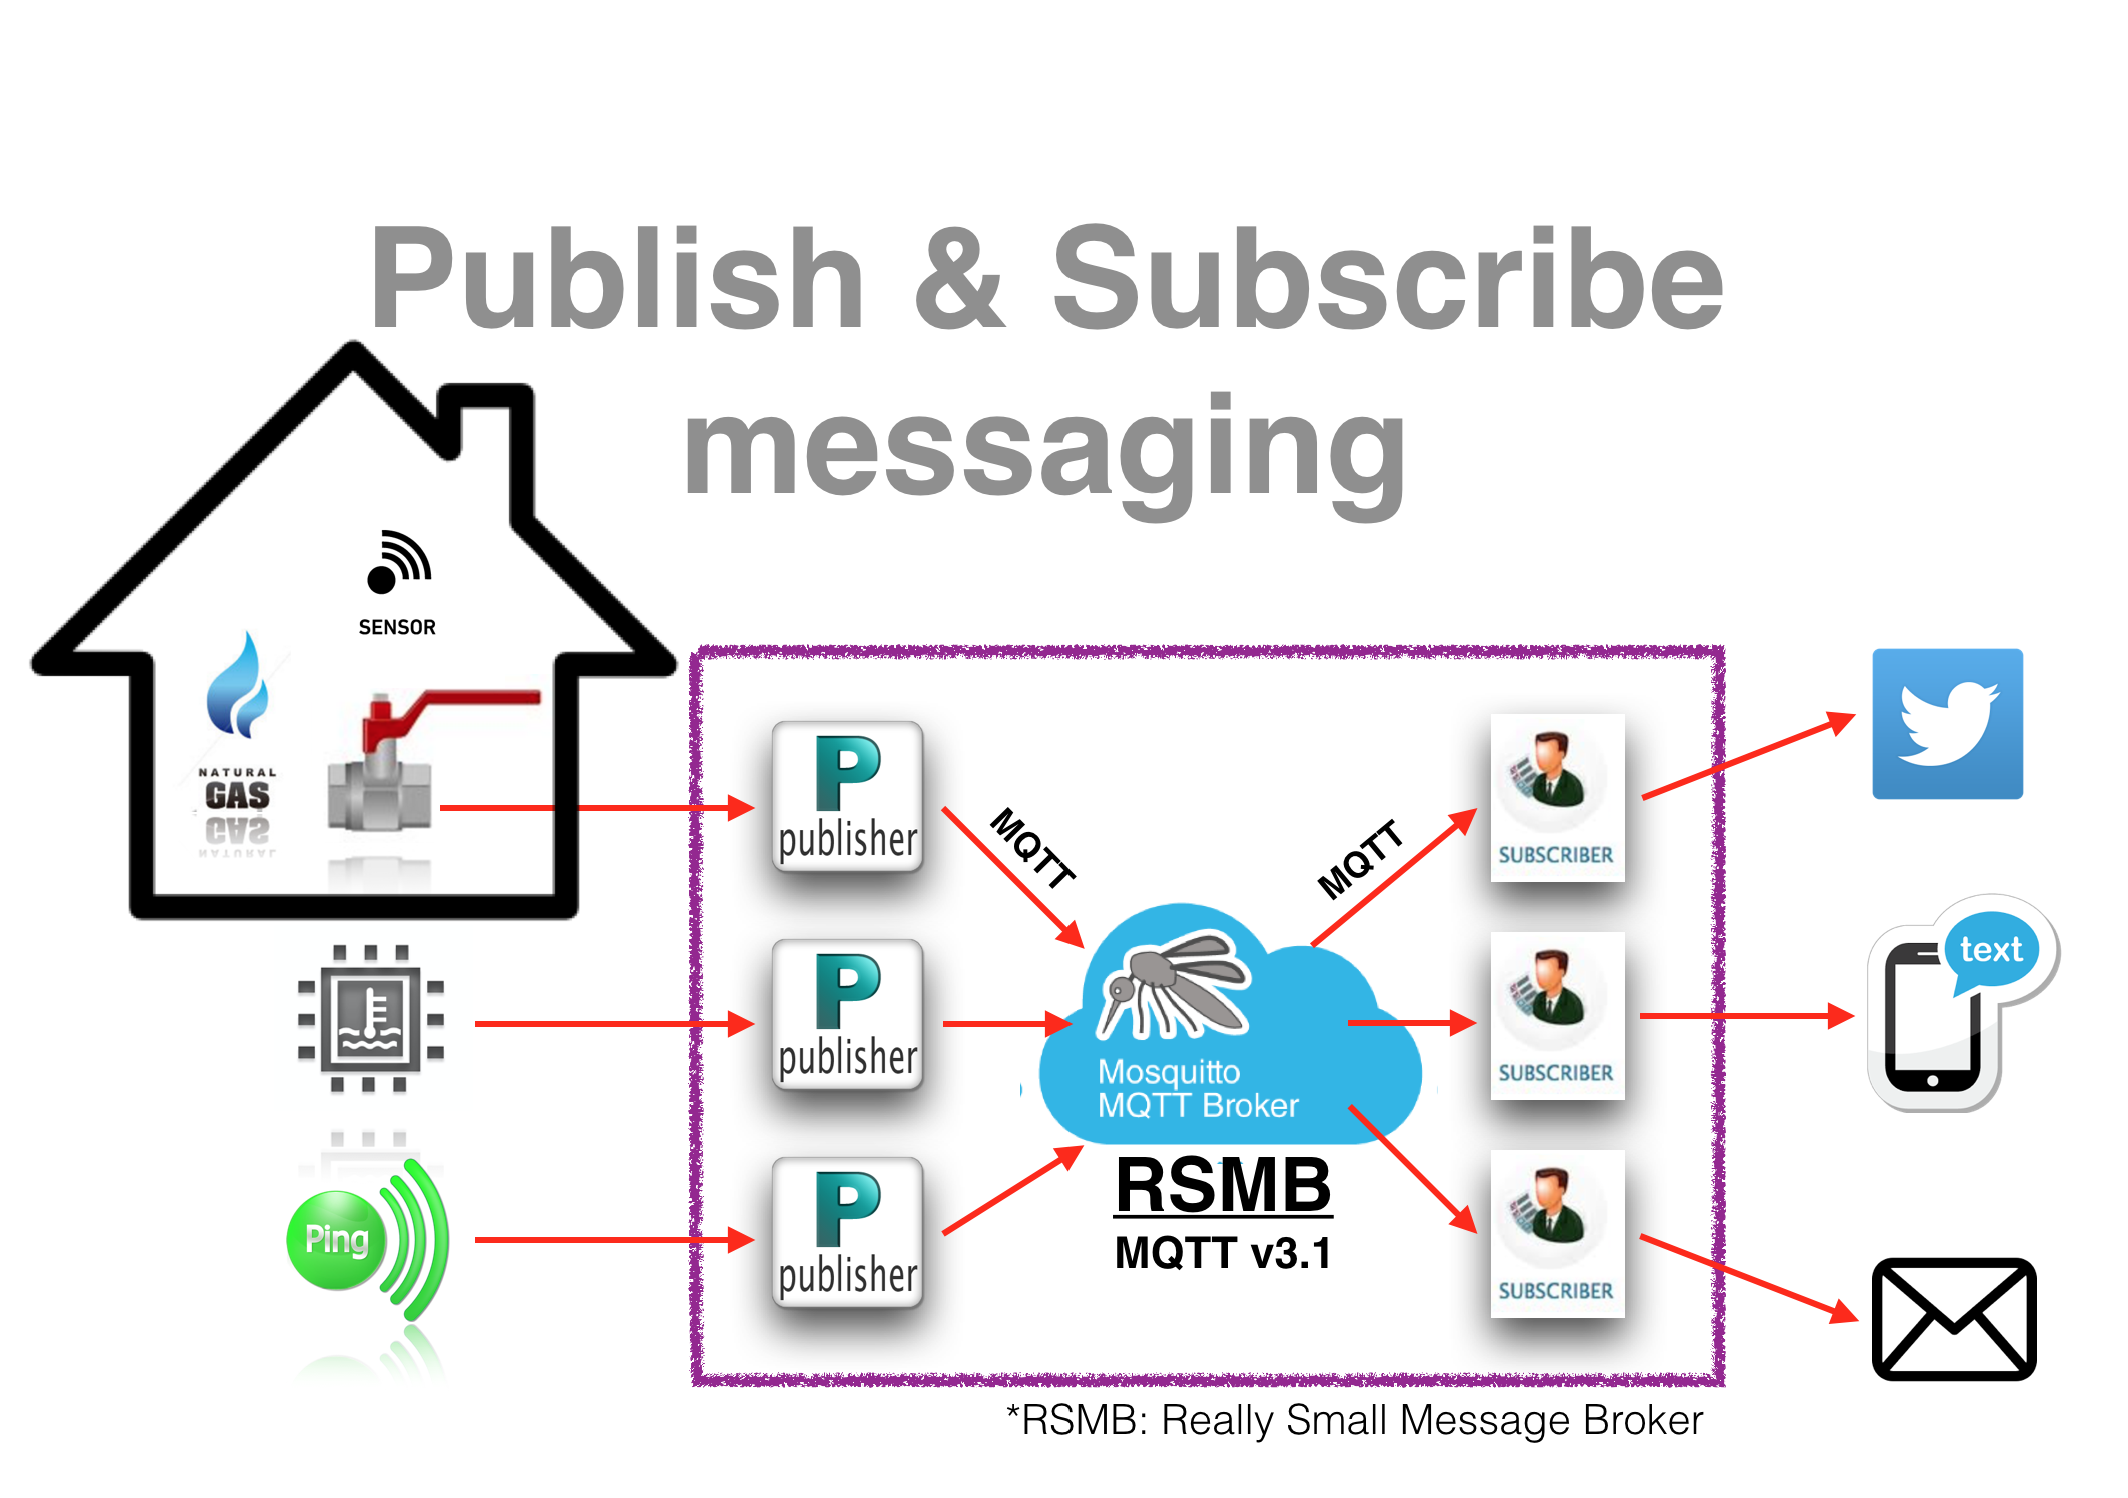 Publish & Subscribe
messaging
SENSOR
NATURAL
GAS
publisher
MQTT
MQTT
SUBSCRIBER
publisher
Mosquitto
MQTT Broker
SUBSCRIBER
text
Ping
publisher
RSMB
MQTT v3.1
SUBSCRIBER
*RSMB: Really Small Message Broker